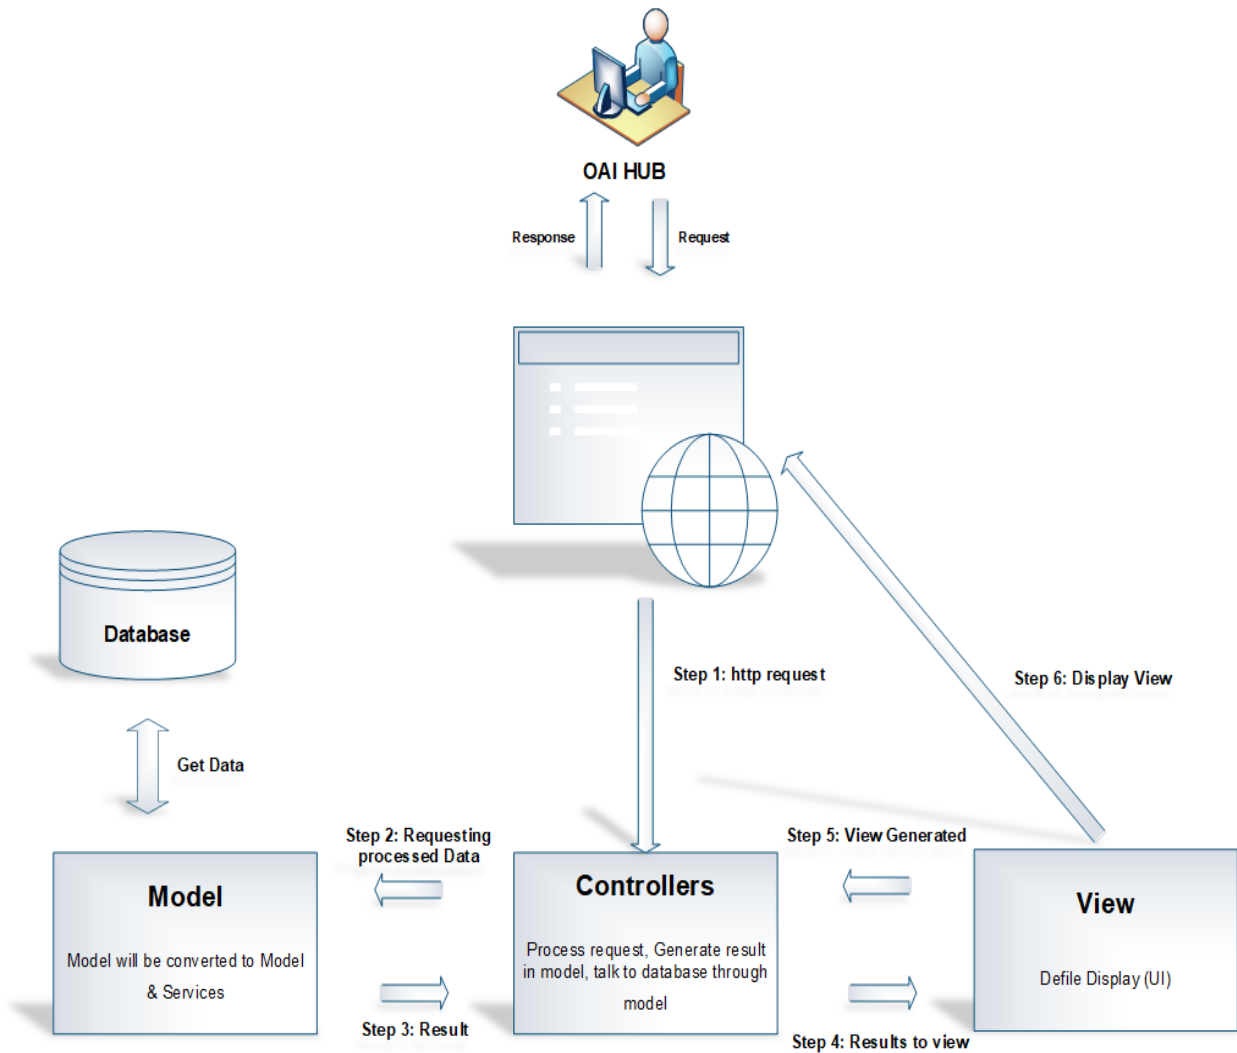 OAI HUB
Response
Request
Database
Step 1: http request
Step 6: Display View
Get Data
Step 2: Requesting
processed Data
Step 5: View Generated
Model
Model will be converted to Model
& Services
Controllers
Process request, Generate result
in model, talk to database through
model
View
Defile Display (UI)
Step 3: Result
Step 4: Results to view